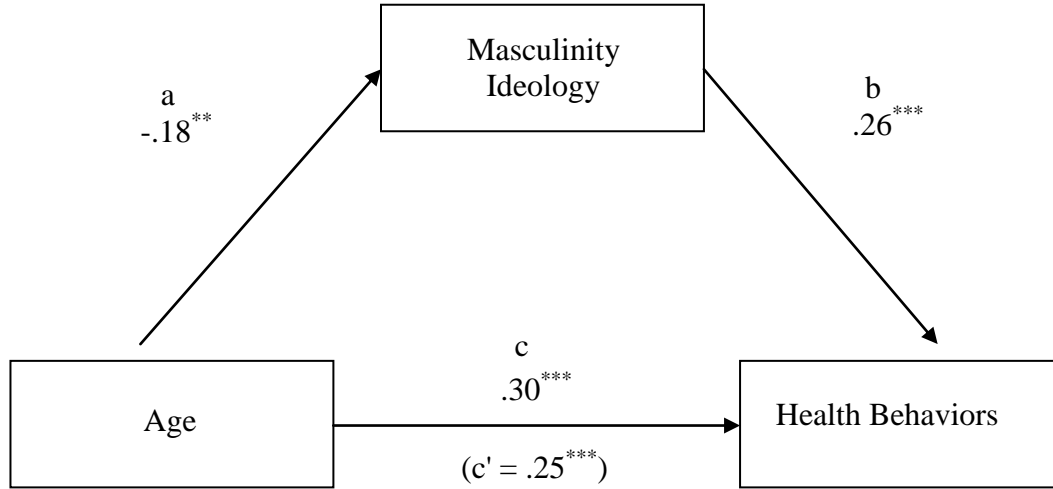 Masculinity
Ideology
a
-.18**
b
.26***
c
.30***
Age
Health Behaviors
(c' = .25***)